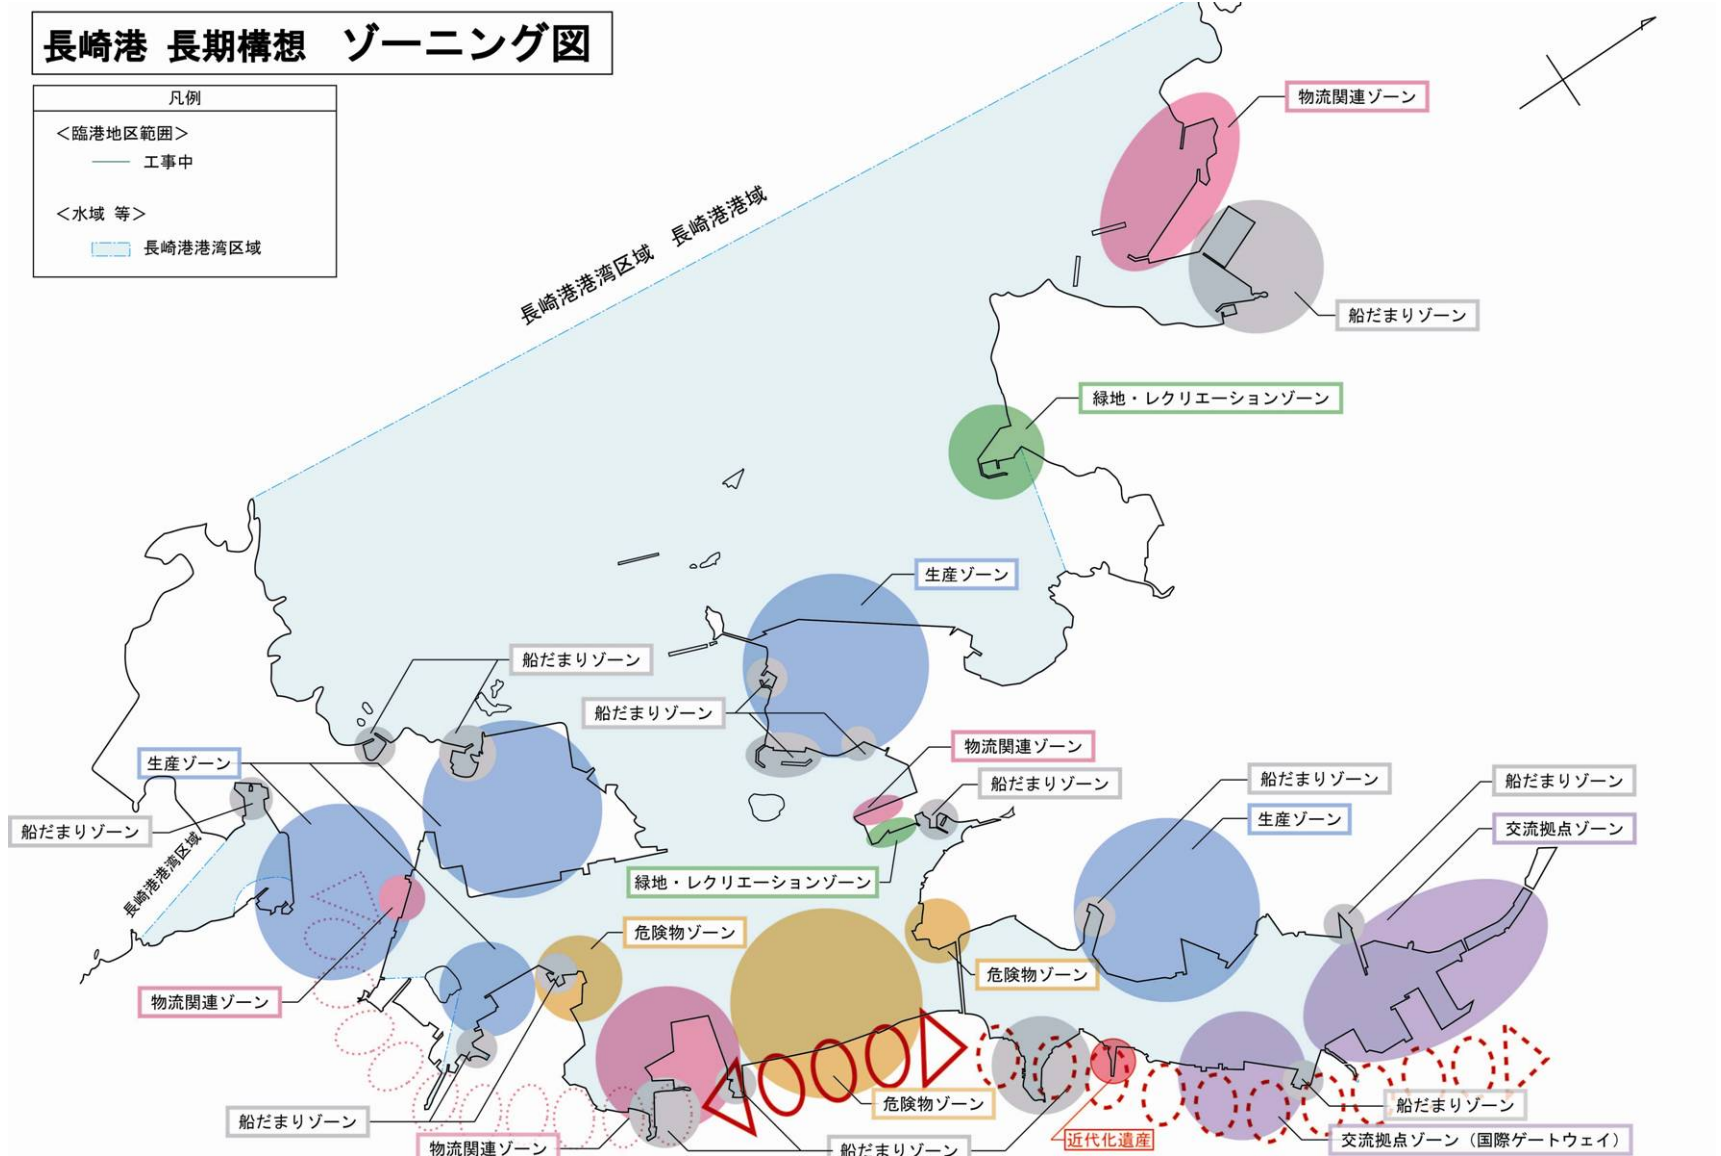 長崎港 長期構想 ゾーニング図
凡例
＜臨港地区範囲＞
工事中
＜水域 等＞
長崎港港湾区域
物流関連ゾーン
長崎港港湾区域 長崎港港域
船だまりゾーン
緑地・レクリエーションゾーン
生産ゾーン
船だまりゾーン
船だまりゾーン
物流関連ゾーン
生産ゾーン
船だまりゾーン
船だまりゾーン
船だまりゾーン
生産ゾーン
船だまりゾーン
交流拠点ゾーン
長崎港港湾区域
緑地・レクリエーションゾーン
危険物ゾーン
危険物ゾーン
物流関連ゾーン
危険物ゾーン
船だまりゾーン
船だまりゾーン
近代化遺産
交流拠点ゾーン（国際ゲートウェイ）
物流関連ゾーン
船だまりゾーン